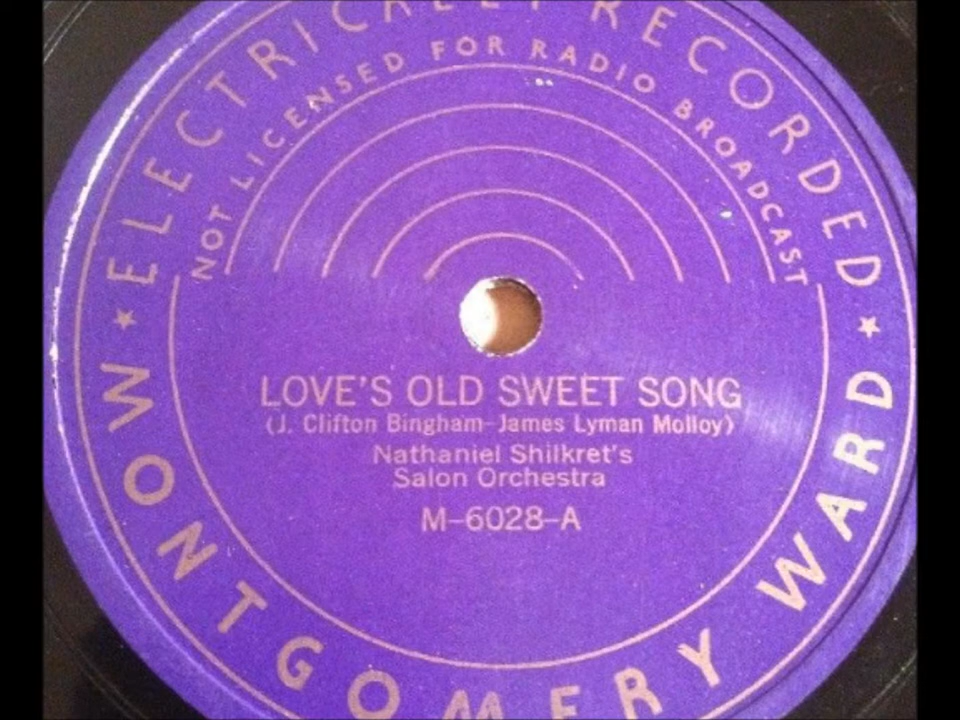 ★ ELECTRICALLY RECORDED ★
NOT LICENSED FOR RADIO BROADCAST
LOVE'S OLD SWEET SONG
(J. Clifton Bingham–James Lyman Molloy)
Nathaniel Shilkret's
Salon Orchestra
M–6028–A
MONTGOMERY WARD